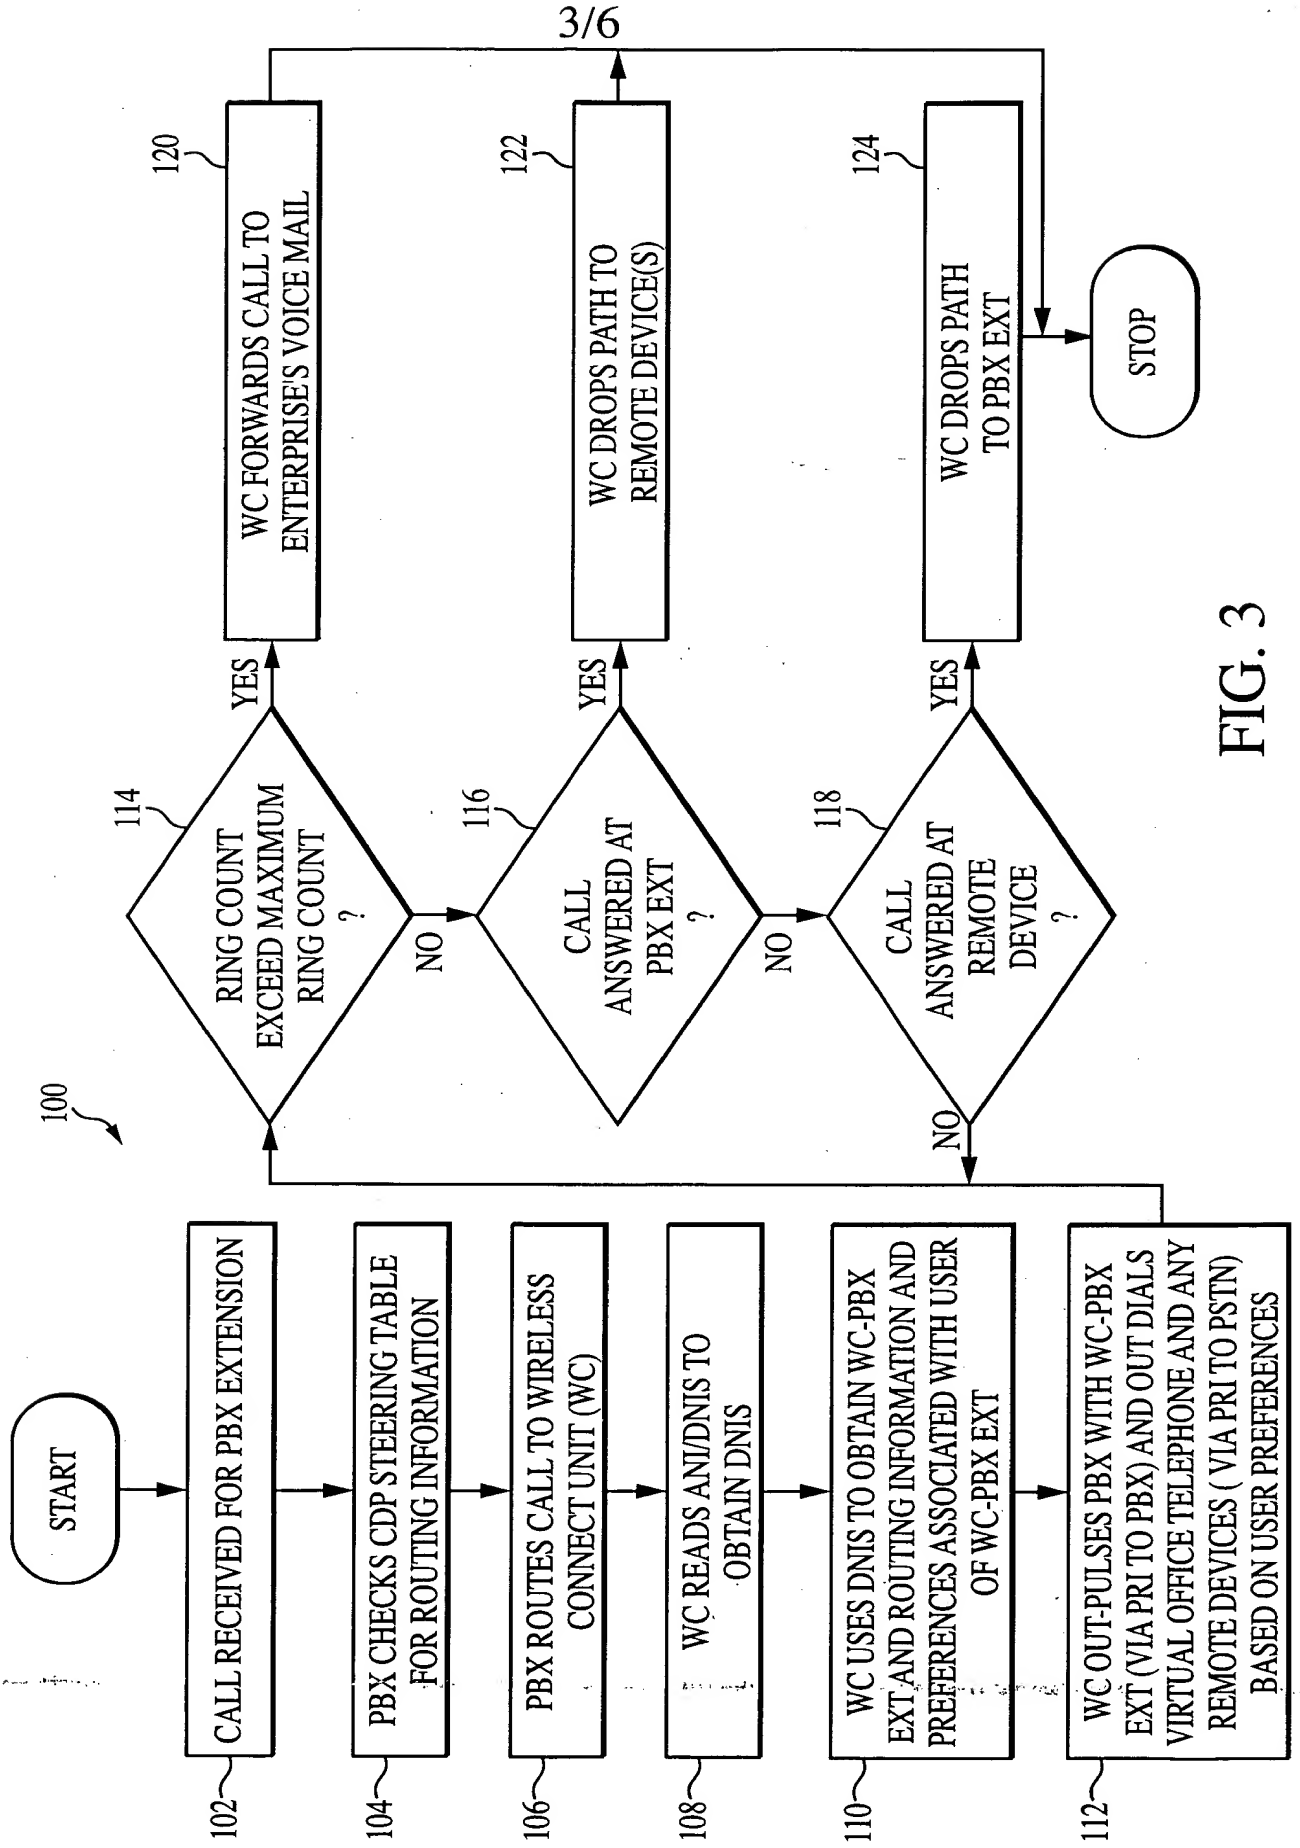 3/6
100
START
102
CALL RECEIVED FOR PBX EXTENSION
104
PBX CHECKS CDP STEERING TABLE
FOR ROUTING INFORMATION
106
PBX ROUTES CALL TO WIRELESS
CONNECT UNIT (WC)
108
WC READS ANI/DNIS TO
OBTAIN DNIS
110
WC USES DNIS TO OBTAIN WC-PBX
EXT AND ROUTING INFORMATION AND
PREFERENCES ASSOCIATED WITH USER
OF WC-PBX EXT
112
WC OUT-PULSES PBX WITH WC-PBX
EXT (VIA PRI TO PBX) AND OUT DIALS
VIRTUAL OFFICE TELEPHONE AND ANY
REMOTE DEVICES ( VIA PRI TO PSTN)
BASED ON USER PREFERENCES
114
RING COUNT
EXCEED MAXIMUM
RING COUNT
?
YES
NO
120
WC FORWARDS CALL TO
ENTERPRISE'S VOICE MAIL
116
CALL
ANSWERED AT
PBX EXT
?
YES
NO
122
WC DROPS PATH TO
REMOTE DEVICE(S)
118
CALL
ANSWERED AT
REMOTE
DEVICE
?
YES
NO
124
WC DROPS PATH
TO PBX EXT
STOP
FIG. 3